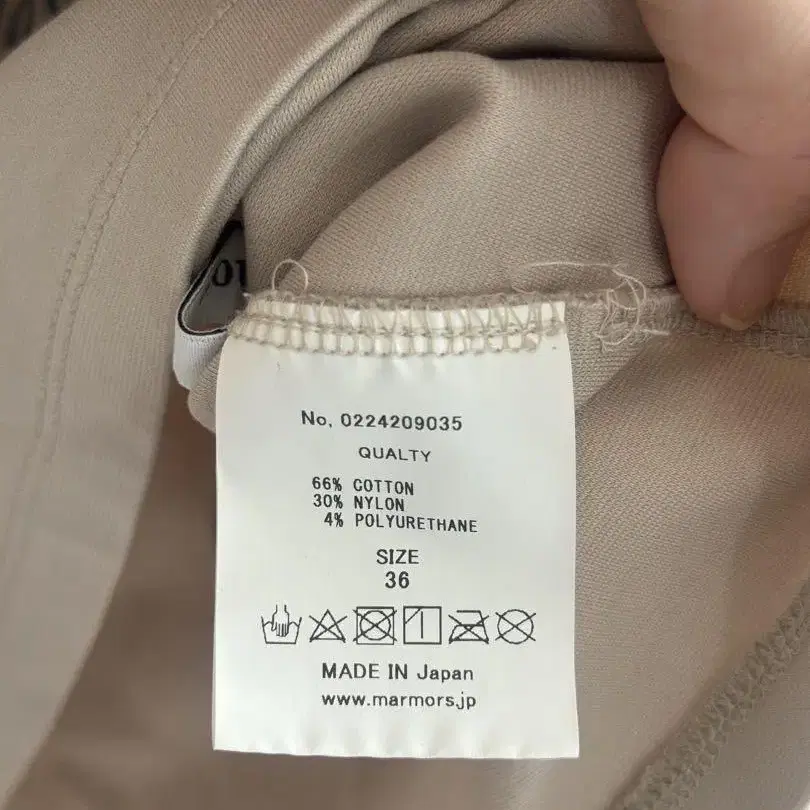 No, 0224209035
QUALTY
66% COTTON
30% NYLON
4% POLYURETHANE
SIZE
36
MADE IN Japan
www.marmors.jp